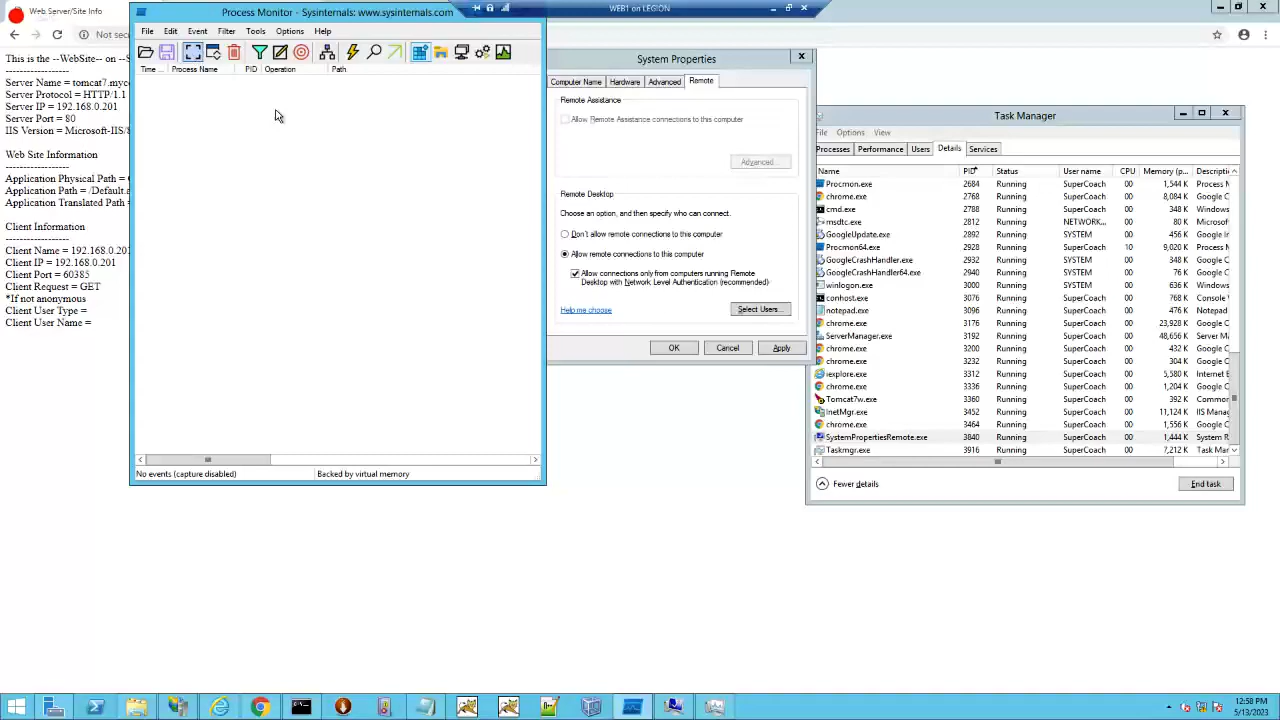 Web Server/Site Info
Not sec
This is the --WebSite-- on
------------------
Server Name = tomcat7.myc
Server Protocol = HTTP/1.1
Server IP = 192.168.0.201
Server Port = 80
IIS Version = Microsoft-IIS/8
Web Site Information
------------------
Application Physical Path =
Application Path = /Default.a
Application Translated Path =
Client Information
------------------
Client Name = 192.168.0.201
Client IP = 192.168.0.201
Client Port = 60385
Client Request = GET
*If not anonymous
Client User Type =
Client User Name =
Process Monitor - Sysinternals: www.sysinternals.com
File Edit Event Filter Tools Options Help
Time ... Process Name PID Operation Path
No events (capture disabled) Backed by virtual memory
WEB1 on LEGION
System Properties
Computer Name Hardware Advanced Remote
Remote Assistance
Allow Remote Assistance connections to this computer
Advanced...
Remote Desktop
Choose an option, and then specify who can connect.
Don't allow remote connections to this computer
Allow remote connections to this computer
Allow connections only from computers running Remote
Desktop with Network Level Authentication (recommended)
Help me choose Select Users...
OK Cancel Apply
Task Manager
File Options View
Processes Performance Users Details Services
Name PID Status User name CPU Memory (p... Descripti
Procmon.exe 2684 Running SuperCoach 00 1,544 K Process M
chrome.exe 2768 Running SuperCoach 00 8,084 K Google C
cmd.exe 2788 Running SuperCoach 00 348 K Windows
msdtc.exe 2812 Running NETWORK... 00 80 K Google C
GoogleUpdate.exe 2892 Running SYSTEM 00 456 K Google C
Procmon64.exe 2928 Running SuperCoach 10 9,020 K Process M
GoogleCrashHandler.exe 2932 Running SYSTEM 00 348 K Google C
GoogleCrashHandler64.exe 2940 Running SYSTEM 00 76 K Google C
winlogon.exe 3000 Running SYSTEM 00 636 K Windows
conhost.exe 3076 Running SuperCoach 00 768 K Console V
notepad.exe 3096 Running SuperCoach 00 476 K Notepad
chrome.exe 3176 Running SuperCoach 00 23,928 K Google C
ServerManager.exe 3192 Running SuperCoach 00 48,656 K Server Ma
chrome.exe 3200 Running SuperCoach 00 432 K Google C
chrome.exe 3232 Running SuperCoach 00 304 K Google C
iexplore.exe 3312 Running SuperCoach 00 5,580 K Internet E
chrome.exe 3336 Running SuperCoach 00 1,204 K Google C
Tomcat7w.exe 3360 Running SuperCoach 00 392 K Common
InetMgr.exe 3452 Running SuperCoach 00 11,124 K IIS Manag
chrome.exe 3464 Running SuperCoach 00 1,556 K Google C
SystemPropertiesRemote.exe 3840 Running SuperCoach 00 1,444 K System R
Taskmgr.exe 3916 Running SuperCoach 00 7,212 K Task Mar
Fewer details End task
12:58 PM
5/13/2023